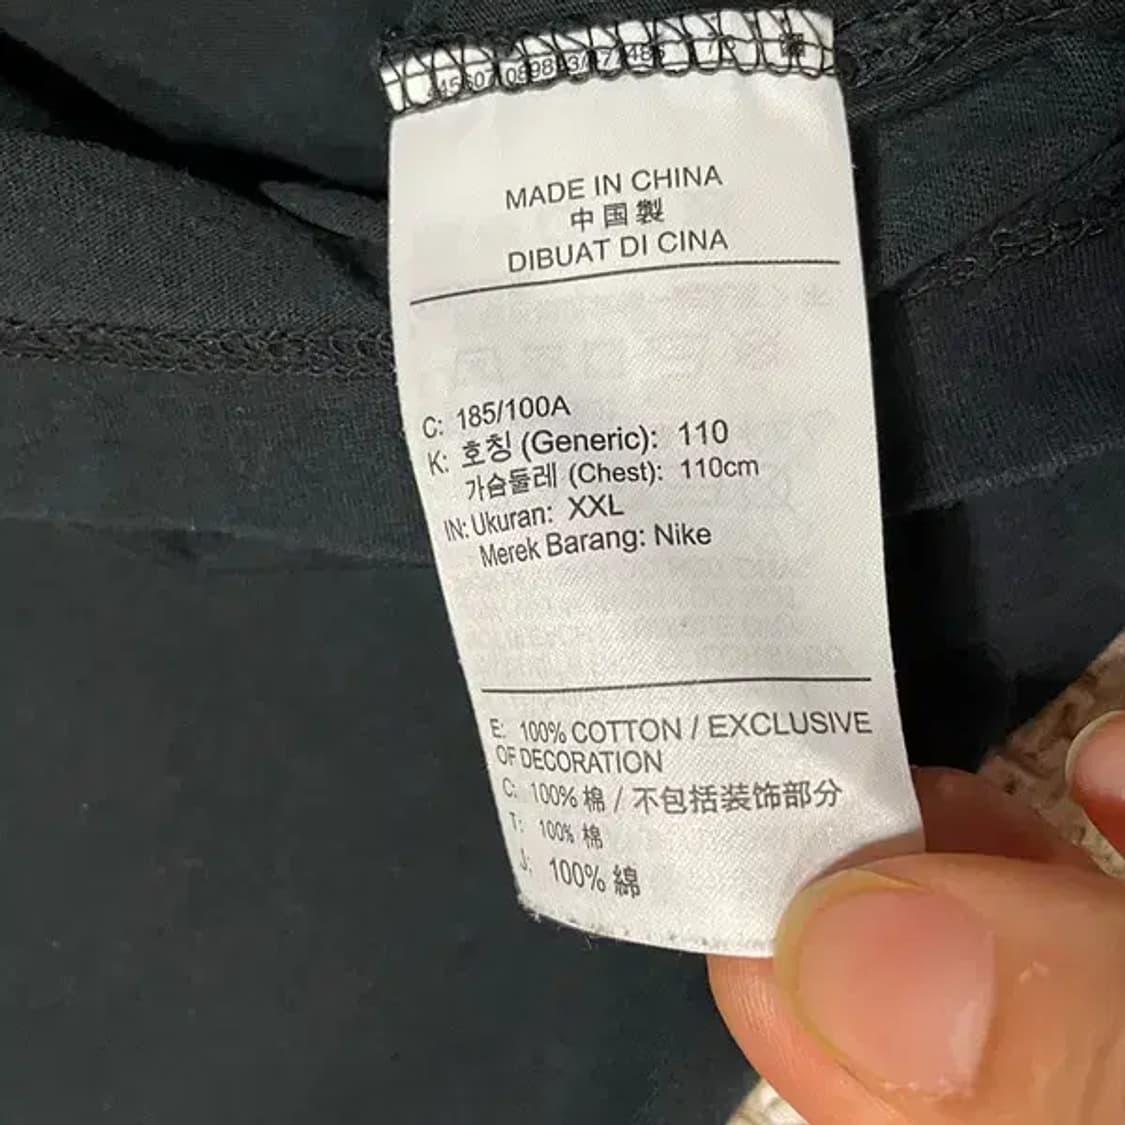 MADE IN CHINA
中国製
DIBUAT DI CINA
C: 185/100A
K: 호칭 (Generic): 110
가슴둘레 (Chest): 110cm
IN: Ukuran: XXL
Merek Barang: Nike
E: 100% COTTON / EXCLUSIVE
OF DECORATION
C: 100% 棉 / 不包括装饰部分
T: 100% 棉
J: 100% 綿